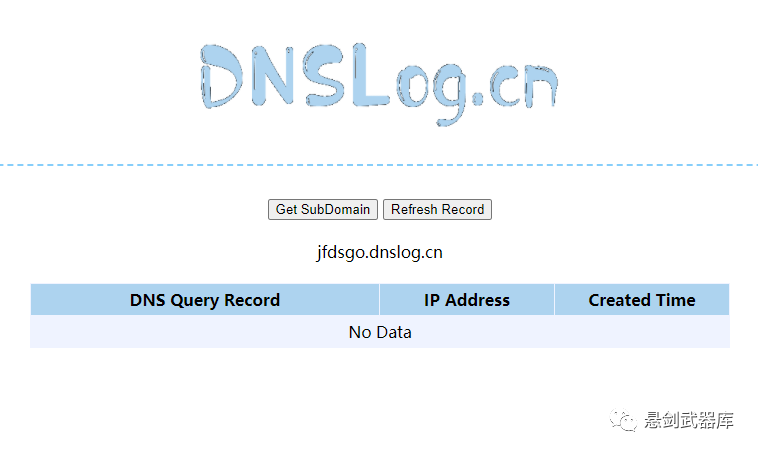 DNSLog.cn
Get SubDomain Refresh Record
jfdsgo.dnslog.cn
DNS Query Record IP Address Created Time
No Data
悬剑武器库